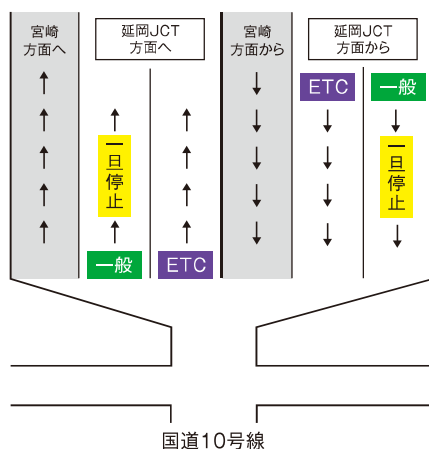 宮崎
方面へ
延岡JCT
方面へ
宮崎
方面から
延岡JCT
方面から
ETC
一般
一旦停止
一旦停止
一般
ETC
国道10号線